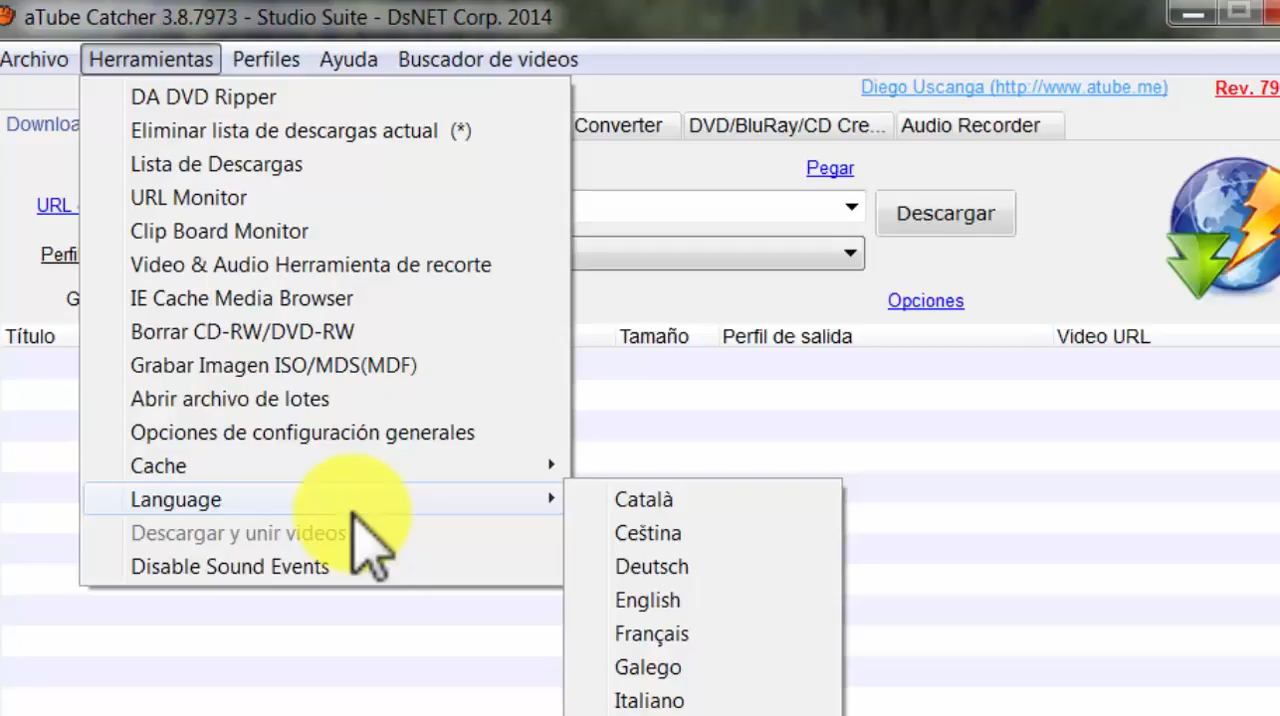 aTube Catcher 3.8.7973 - Studio Suite - DsNET Corp. 2014
Archivo Herramientas Perfiles Ayuda Buscador de videos
Diego Uscanga (http://www.atube.me) Rev. 79
Converter DVD/BluRay/CD Cre... Audio Recorder
Pegar
URL
Descargar
Opciones
Título Tamaño Perfil de salida Video URL
DA DVD Ripper
Eliminar lista de descargas actual (*)
Lista de Descargas
URL Monitor
Clip Board Monitor
Video & Audio Herramienta de recorte
IE Cache Media Browser
Borrar CD-RW/DVD-RW
Grabar Imagen ISO/MDS(MDF)
Abrir archivo de lotes
Opciones de configuración generales
Cache
Language
Descargar y unir videos
Disable Sound Events
Català
Ceština
Deutsch
English
Français
Galego
Italiano